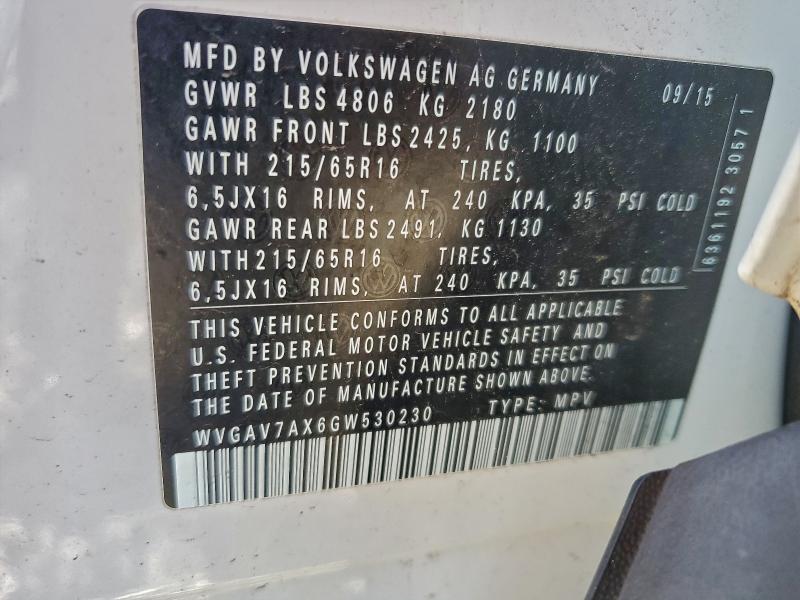 MFD BY VOLKSWAGEN AG GERMANY 09/15
GVWR LBS 4806 KG 2180
GAWR FRONT LBS 2425, KG 1100
WITH 215/65R16 TIRES,
6,5JX16 RIMS, AT 240 KPA, 35 PSI COLD
GAWR REAR LBS 2491, KG 1130
WITH 215/65R16 TIRES,
6,5JX16 RIMS, AT 240 KPA, 35 PSI COLD
THIS VEHICLE CONFORMS TO ALL APPLICABLE
U.S. FEDERAL MOTOR VEHICLE SAFETY AND
THEFT PREVENTION STANDARDS IN EFFECT ON
THE DATE OF MANUFACTURE SHOWN ABOVE.
WVGAV7AX6GW530230 TYPE: MPV
6361192 3057 1